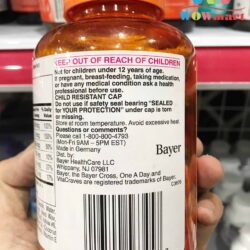 WOWmart
KEEP OUT OF REACH OF CHILDREN
Not for children under 12 years of age.
If pregnant, breast-feeding, taking medication,
or have any medical condition ask a health
professional before use.
CHILD RESISTANT CAP
Do not use if safety seal bearing "SEALED
for YOUR PROTECTION" under cap is torn
or missing.
Store at room temperature. Avoid excessive heat.
Questions or comments?
Please call 1-800-800-4793
(Mon-Fri 9AM – 5PM EST)
Made in Germany
Dist. by:
Bayer HealthCare LLC
Whippany, NJ 07981
Bayer, the Bayer Cross, One A Day and
VitaCraves are registered trademarks of Bayer.
Bayer